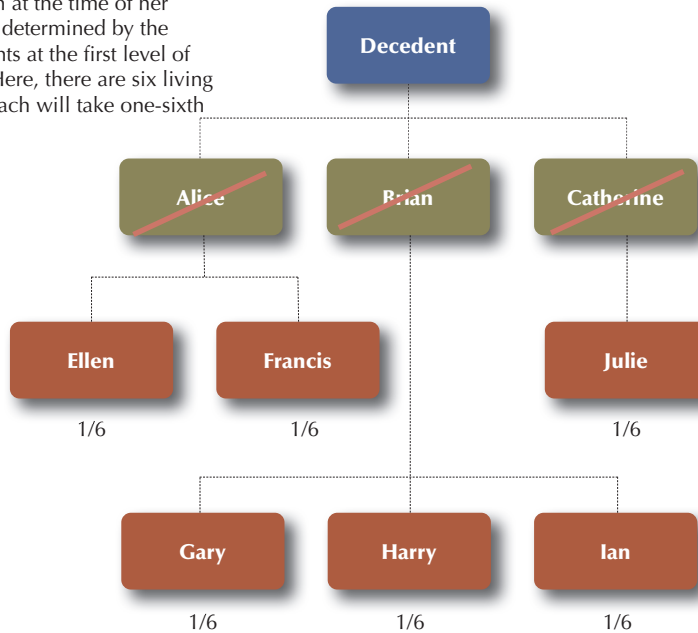 n at the time of her
determined by the
nts at the first level of
Here, there are six living
ach will take one-sixth
Decedent
Alice
Brian
Catherine
Ellen
Francis
Julie
1/6
1/6
1/6
Gary
Harry
Ian
1/6
1/6
1/6